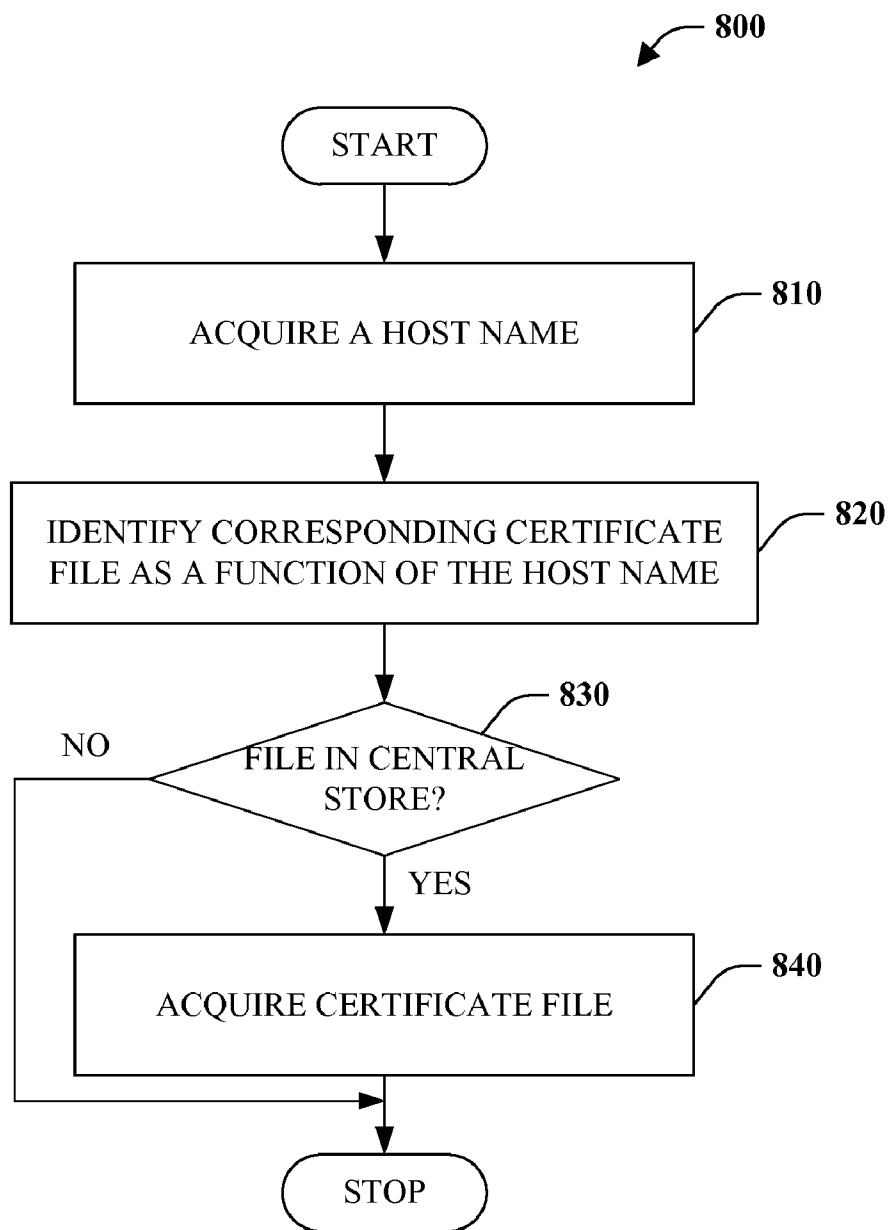 800
START
810
ACQUIRE A HOST NAME
820
IDENTIFY CORRESPONDING CERTIFICATE
FILE AS A FUNCTION OF THE HOST NAME
830
NO
FILE IN CENTRAL
STORE?
YES
840
ACQUIRE CERTIFICATE FILE
STOP